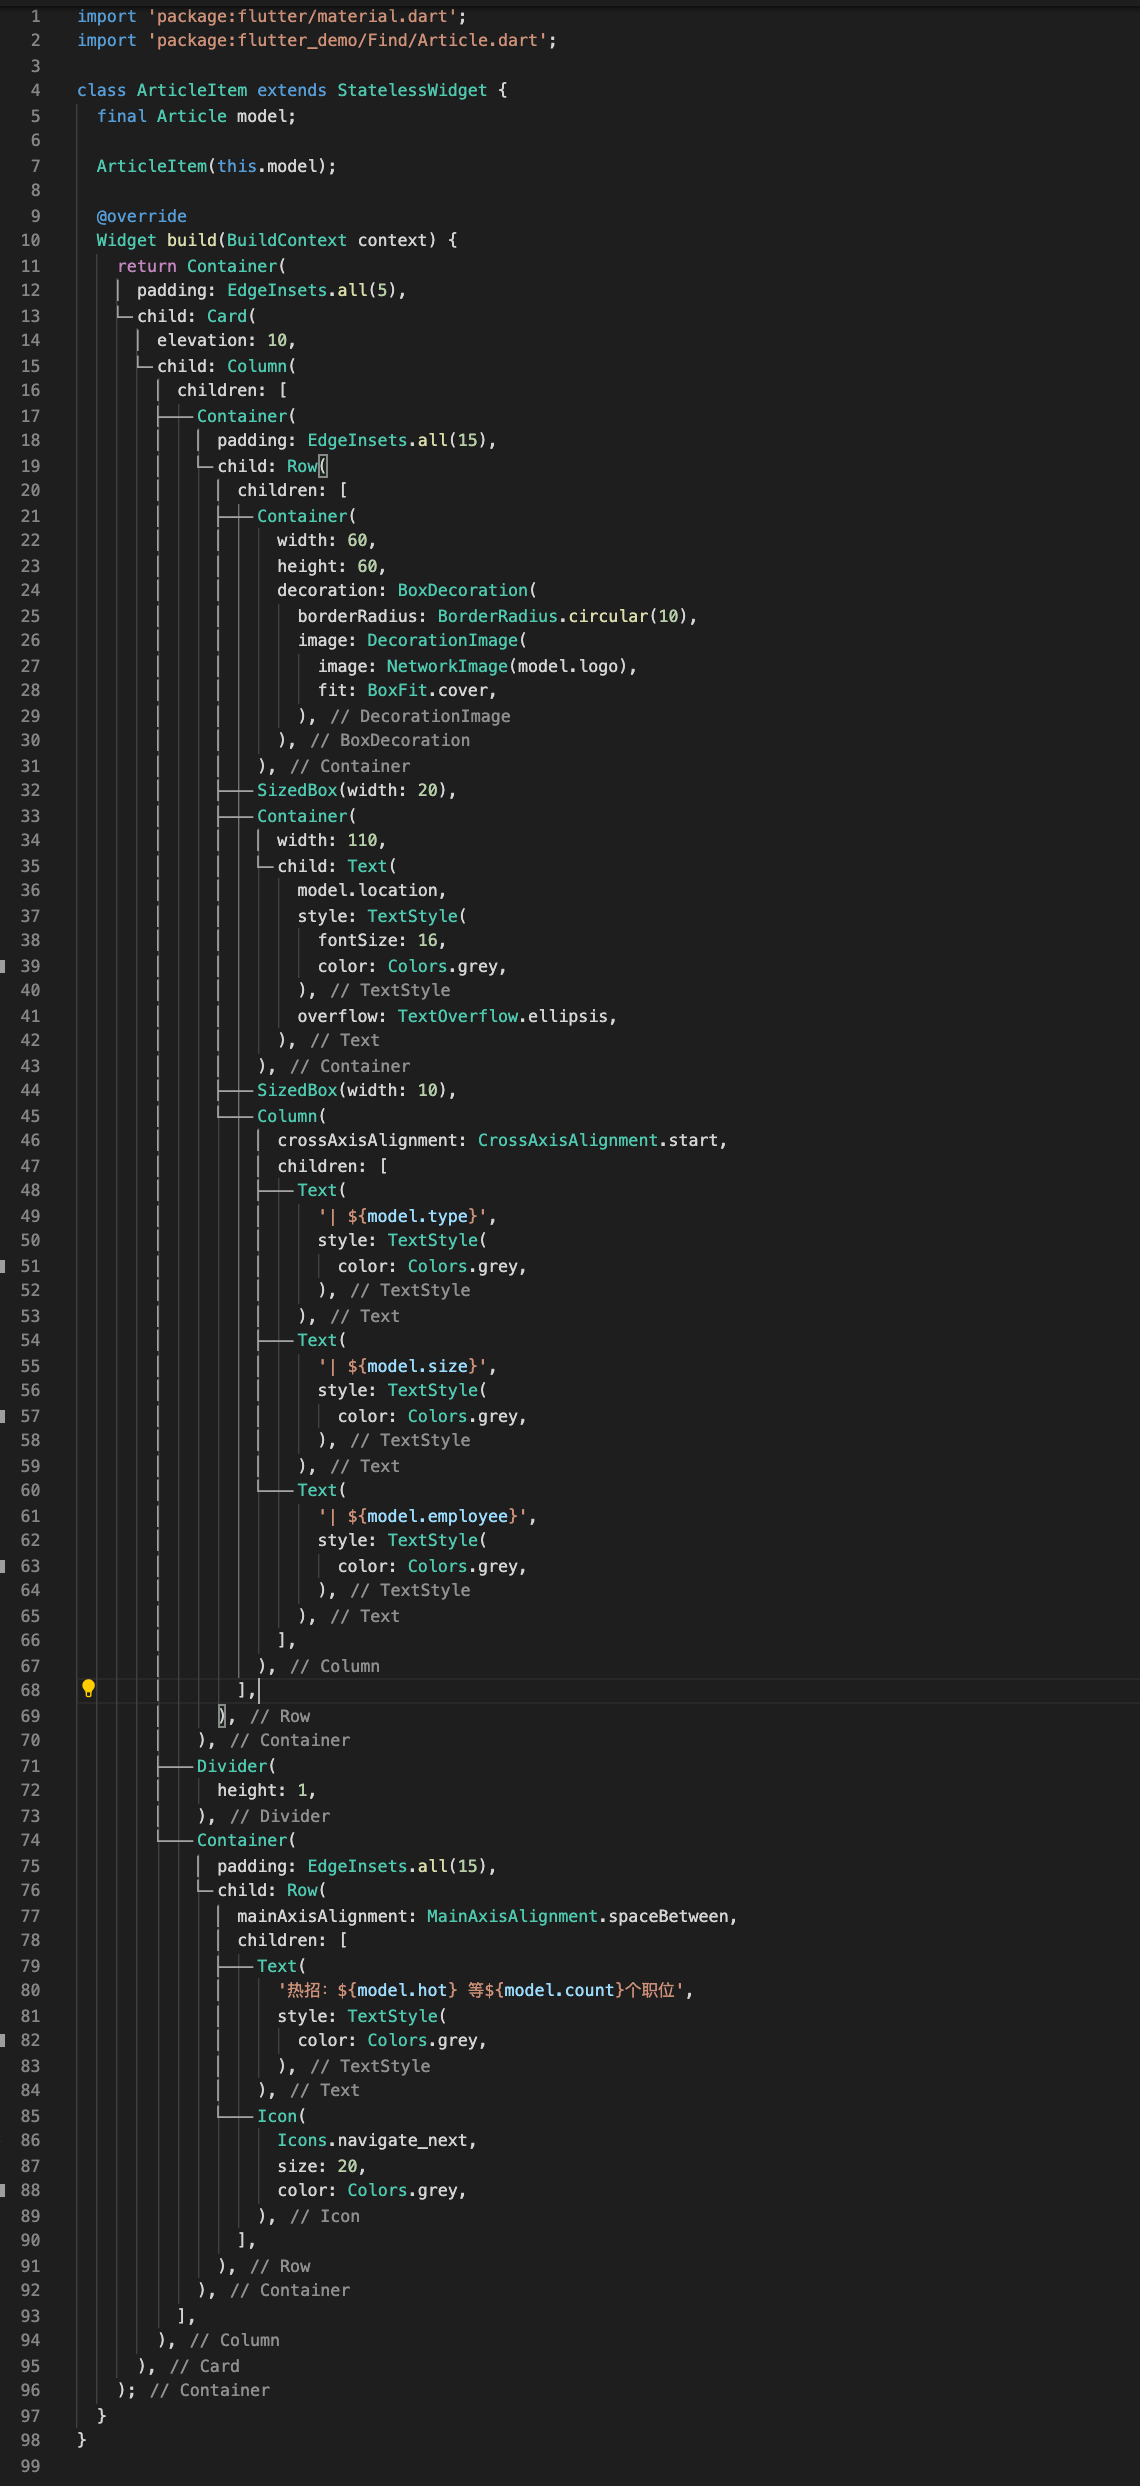 1 import 'package:flutter/material.dart';
2 import 'package:flutter_demo/Find/Article.dart';
3
4 class ArticleItem extends StatelessWidget {
5 final Article model;
6
7 ArticleItem(this.model);
8
9 @override
10 Widget build(BuildContext context) {
11 return Container(
12 padding: EdgeInsets.all(5),
13 child: Card(
14 elevation: 10,
15 child: Column(
16 children: [
17 Container(
18 padding: EdgeInsets.all(15),
19 child: Row(
20 children: [
21 Container(
22 width: 60,
23 height: 60,
24 decoration: BoxDecoration(
25 borderRadius: BorderRadius.circular(10),
26 image: DecorationImage(
27 image: NetworkImage(model.logo),
28 fit: BoxFit.cover,
29 ), // DecorationImage
30 ), // BoxDecoration
31 ), // Container
32 SizedBox(width: 20),
33 Container(
34 width: 110,
35 child: Text(
36 model.location,
37 style: TextStyle(
38 fontSize: 16,
39 color: Colors.grey,
40 ), // TextStyle
41 overflow: TextOverflow.ellipsis,
42 ), // Text
43 ), // Container
44 SizedBox(width: 10),
45 Column(
46 crossAxisAlignment: CrossAxisAlignment.start,
47 children: [
48 Text(
49 '| ${model.type}',
50 style: TextStyle(
51 color: Colors.grey,
52 ), // TextStyle
53 ), // Text
54 Text(
55 '| ${model.size}',
56 style: TextStyle(
57 color: Colors.grey,
58 ), // TextStyle
59 ), // Text
60 Text(
61 '| ${model.employee}',
62 style: TextStyle(
63 color: Colors.grey,
64 ), // TextStyle
65 ), // Text
66 ],
67 ), // Column
68 ],
69 ), // Row
70 ), // Container
71 Divider(
72 height: 1,
73 ), // Divider
74 Container(
75 padding: EdgeInsets.all(15),
76 child: Row(
77 mainAxisAlignment: MainAxisAlignment.spaceBetween,
78 children: [
79 Text(
80 '热招: ${model.hot} 等${model.count}个职位',
81 style: TextStyle(
82 color: Colors.grey,
83 ), // TextStyle
84 ), // Text
85 Icon(
86 Icons.navigate_next,
87 size: 20,
88 color: Colors.grey,
89 ), // Icon
90 ],
91 ), // Row
92 ), // Container
93 ],
94 ), // Column
95 ), // Card
96 ); // Container
97 }
98 }
99